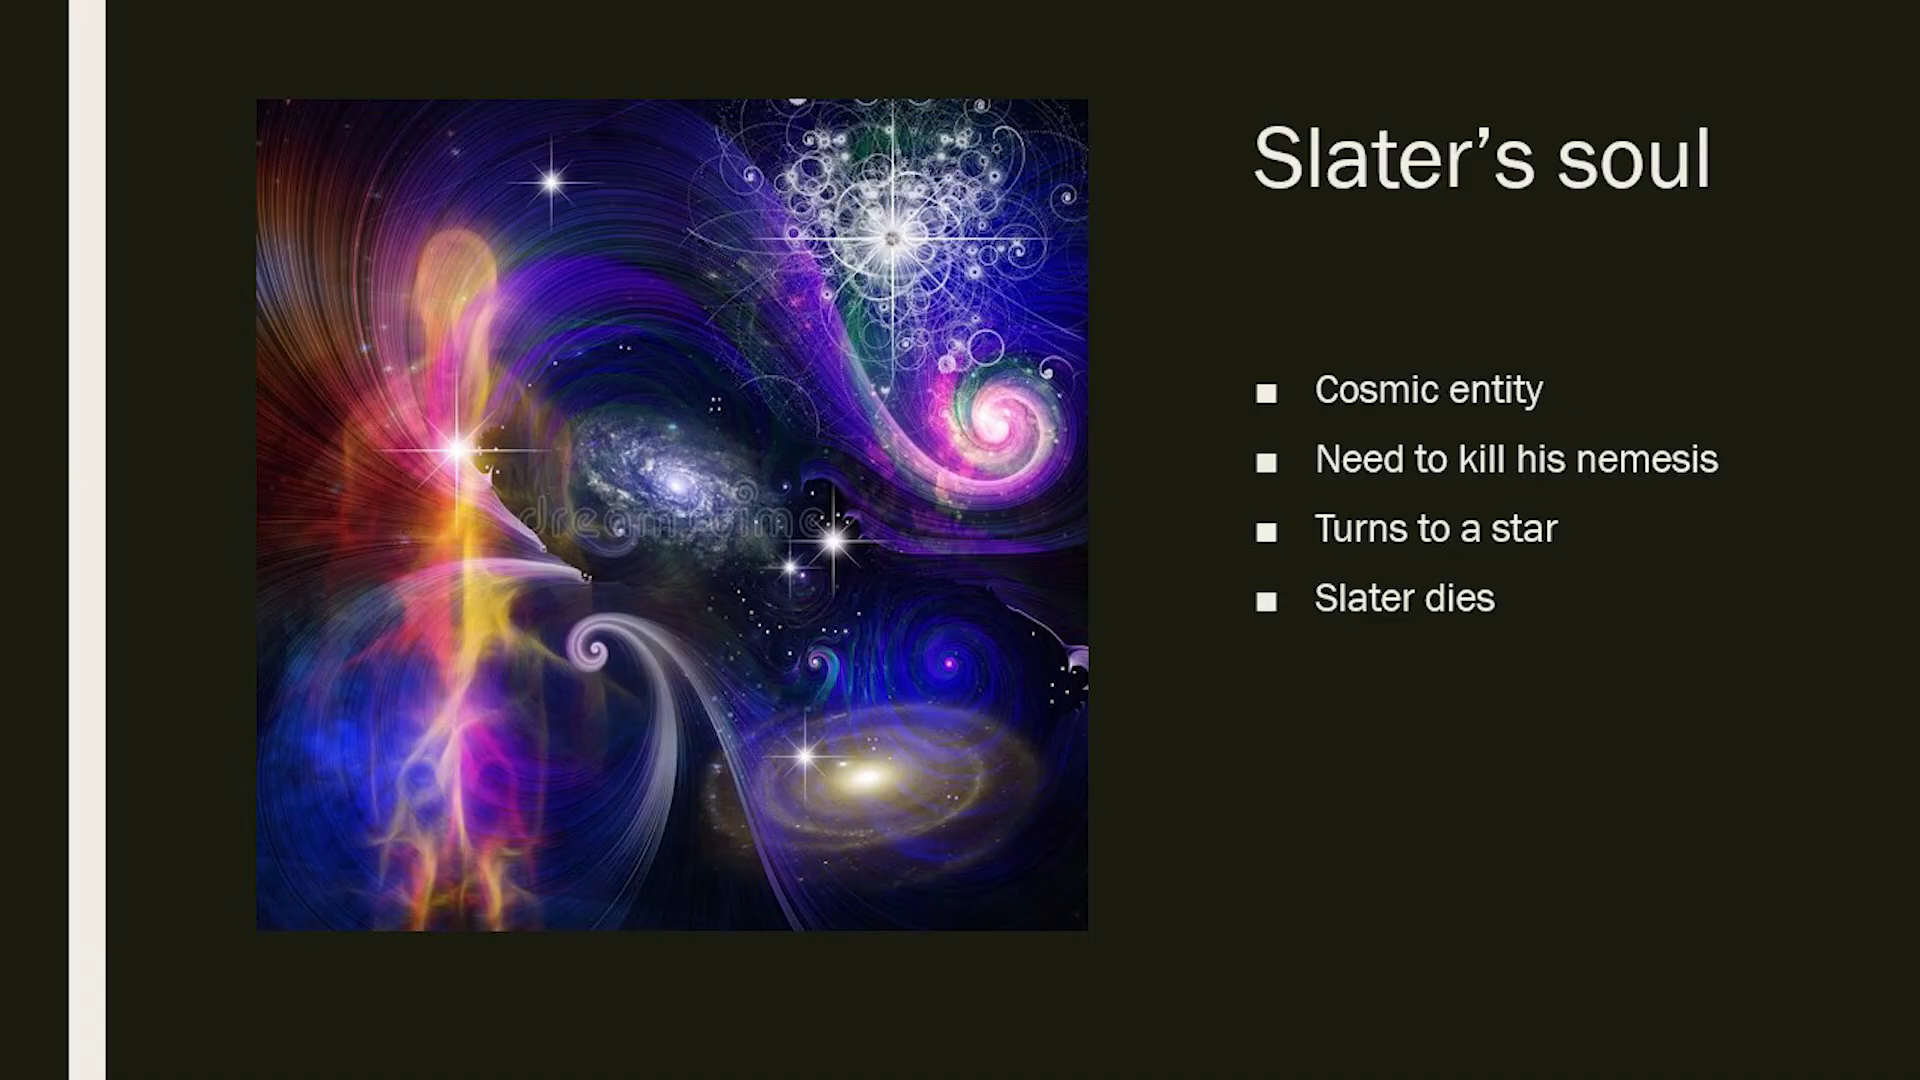 Slater's soul
Cosmic entity
Need to kill his nemesis
Turns to a star
Slater dies
dreamstime